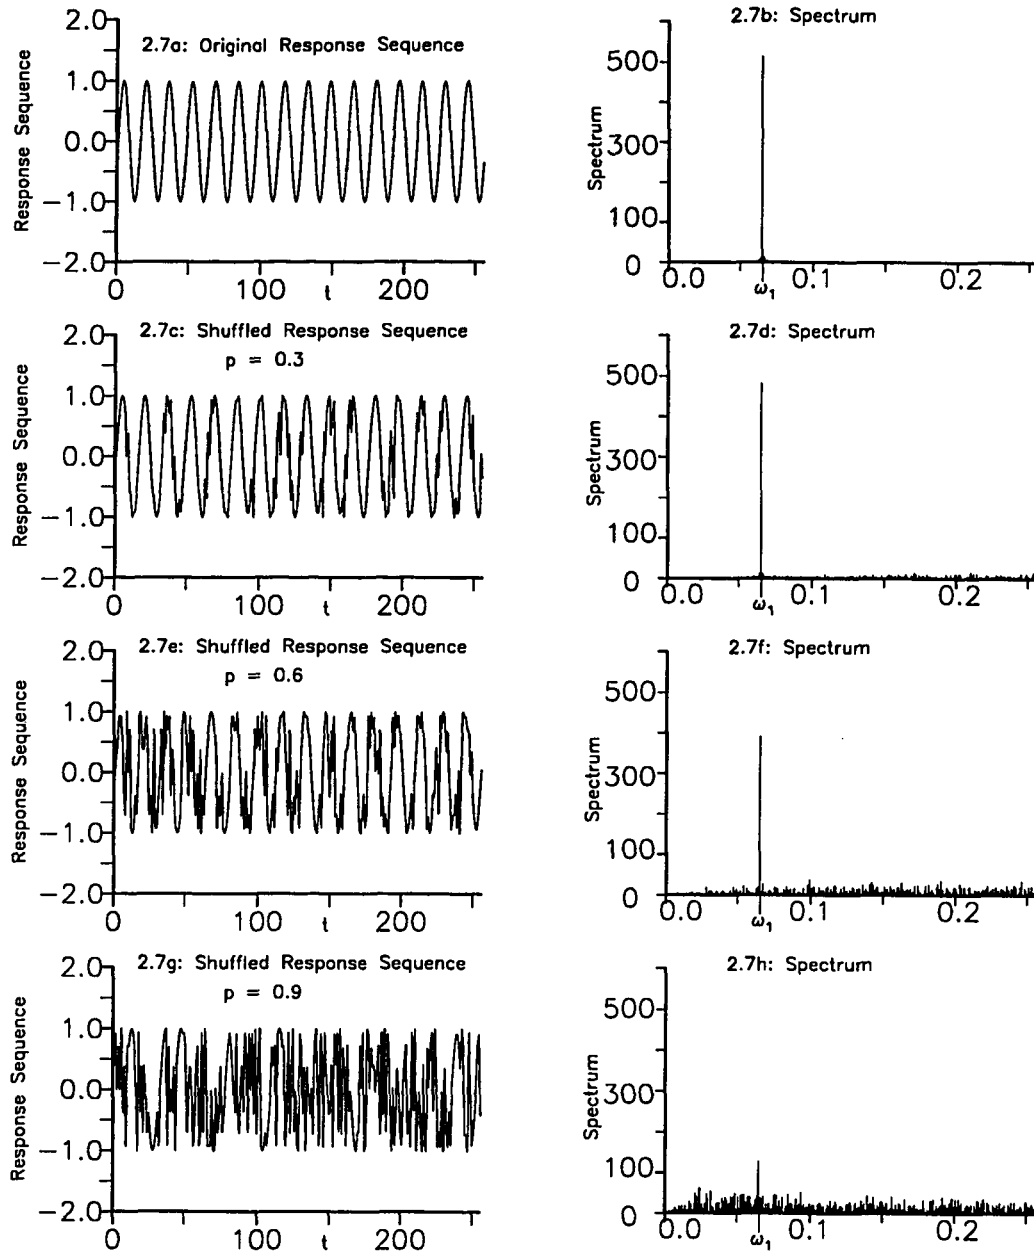 2.7a: Original Response Sequence
Response Sequence
2.0
1.0
0.0
−1.0
−2.0
0 100 t 200
2.7b: Spectrum
Spectrum
500
300
100
0
0.0 ω₁ 0.1 0.2
2.7c: Shuffled Response Sequence
p = 0.3
Response Sequence
2.0
1.0
0.0
−1.0
−2.0
0 100 t 200
2.7d: Spectrum
Spectrum
500
300
100
0
0.0 ω₁ 0.1 0.2
2.7e: Shuffled Response Sequence
p = 0.6
Response Sequence
2.0
1.0
0.0
−1.0
−2.0
0 100 t 200
2.7f: Spectrum
Spectrum
500
300
100
0
0.0 ω₁ 0.1 0.2
2.7g: Shuffled Response Sequence
p = 0.9
Response Sequence
2.0
1.0
0.0
−1.0
−2.0
0 100 t 200
2.7h: Spectrum
Spectrum
500
300
100
0
0.0 ω₁ 0.1 0.2